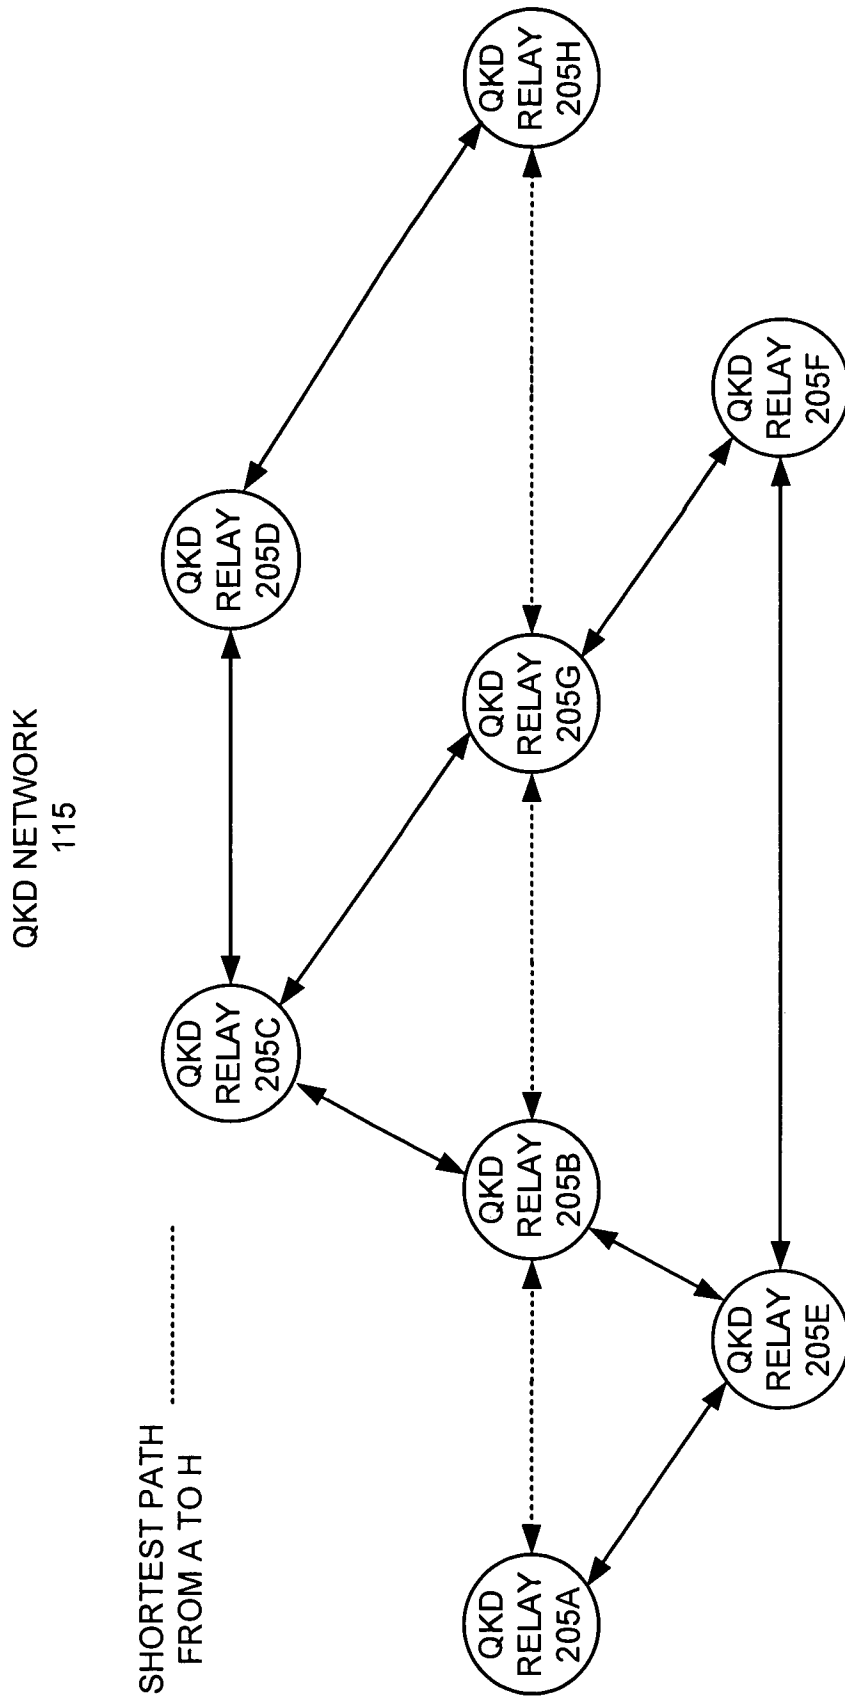 QKD NETWORK
115
SHORTEST PATH
FROM A TO H
QKD
RELAY
205C
QKD
RELAY
205D
QKD
RELAY
205A
QKD
RELAY
205B
QKD
RELAY
205G
QKD
RELAY
205H
QKD
RELAY
205E
QKD
RELAY
205F